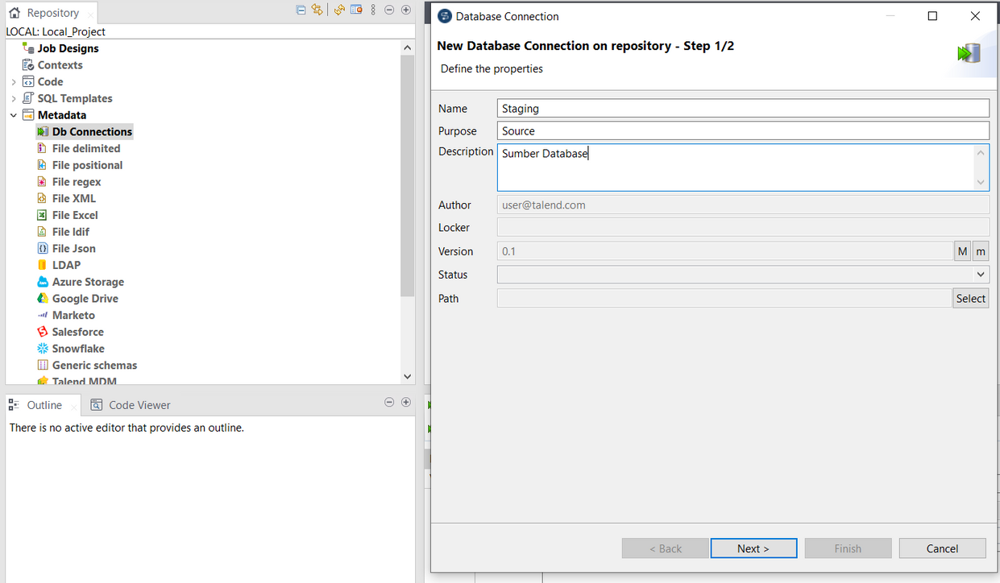 Repository
LOCAL: Local_Project
Job Designs
Contexts
Code
SQL Templates
Metadata
Db Connections
File delimited
File positional
File regex
File XML
File Excel
File ldif
File Json
LDAP
Azure Storage
Google Drive
Marketo
Salesforce
Snowflake
Generic schemas
Talend MDM
Outline
Code Viewer
There is no active editor that provides an outline.
Database Connection
New Database Connection on repository - Step 1/2
Define the properties
Name Staging
Purpose Source
Description Sumber Database
Author user@talend.com
Locker
Version 0.1 M m
Status
Path Select
< Back Next > Finish Cancel